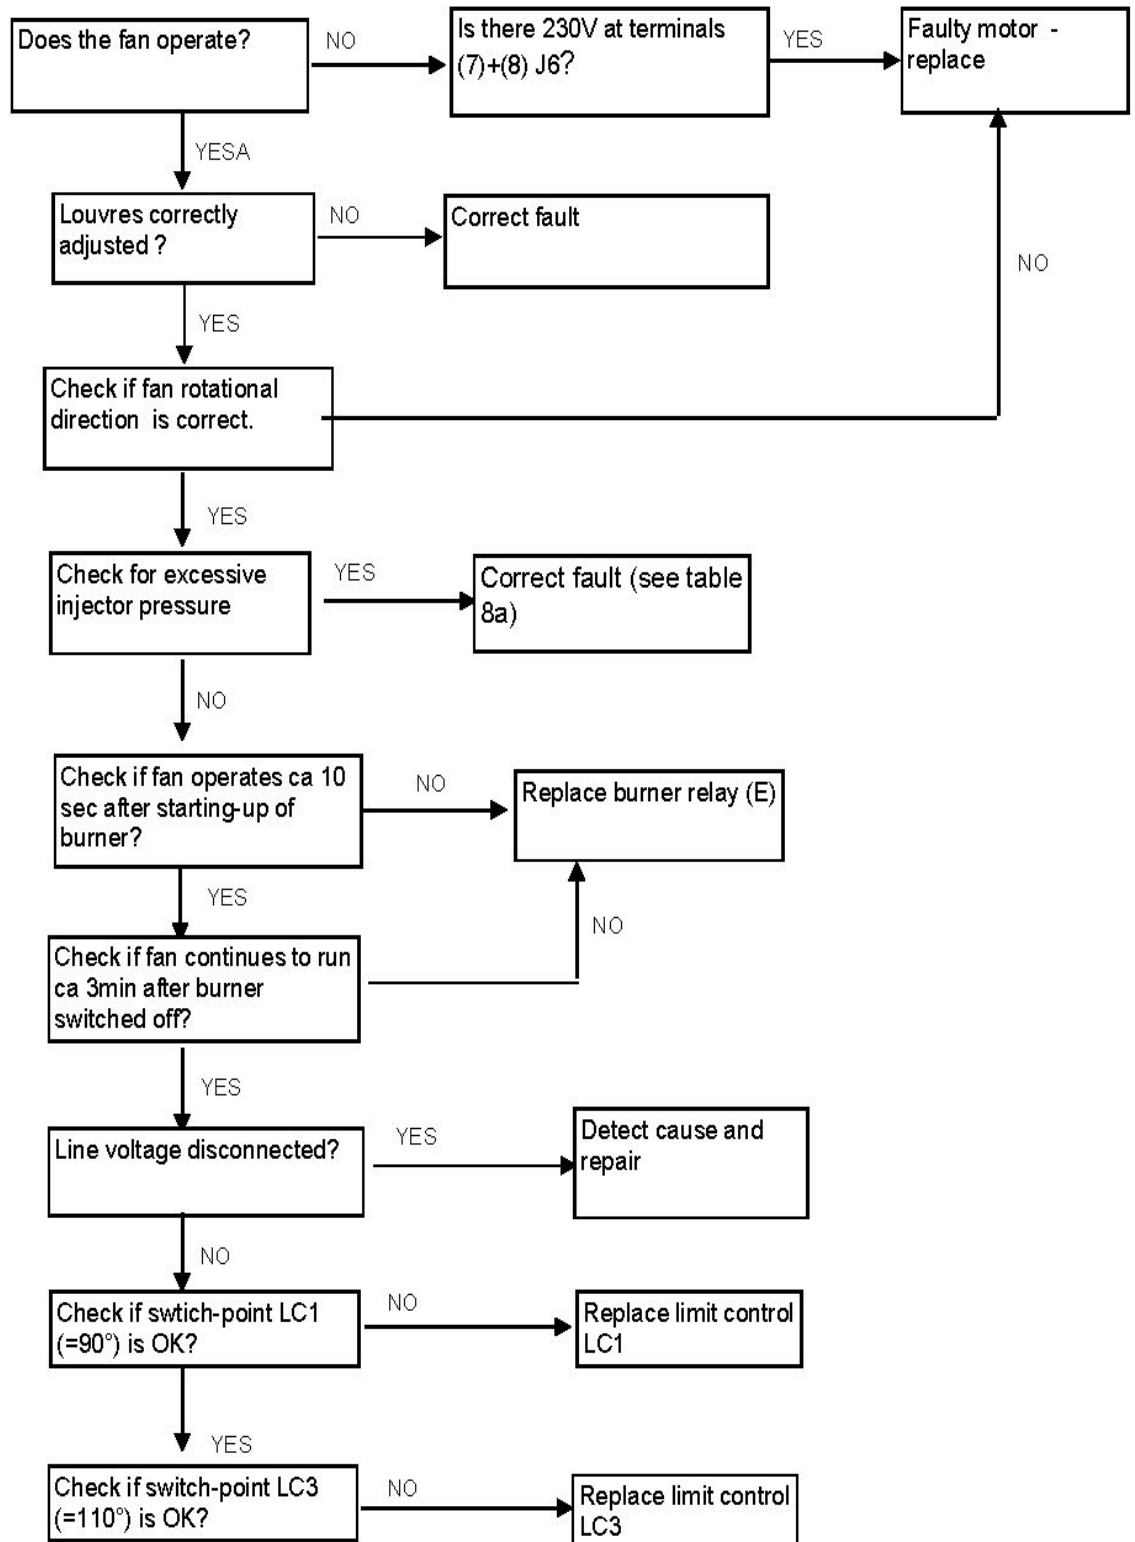 Does the fan operate?
NO
Is there 230V at terminals
(7)+(8) J6?
YES
Faulty motor -
replace
YESA
Louvres correctly
adjusted ?
NO
Correct fault
NO
YES
Check if fan rotational
direction is correct.
YES
Check for excessive
injector pressure
YES
Correct fault (see table
8a)
NO
Check if fan operates ca 10
sec after starting-up of
burner?
NO
Replace burner relay (E)
YES
NO
Check if fan continues to run
ca 3min after burner
switched off?
YES
Line voltage disconnected?
YES
Detect cause and
repair
NO
Check if swtich-point LC1
(=90°) is OK?
NO
Replace limit control
LC1
YES
Check if switch-point LC3
(=110°) is OK?
NO
Replace limit control
LC3